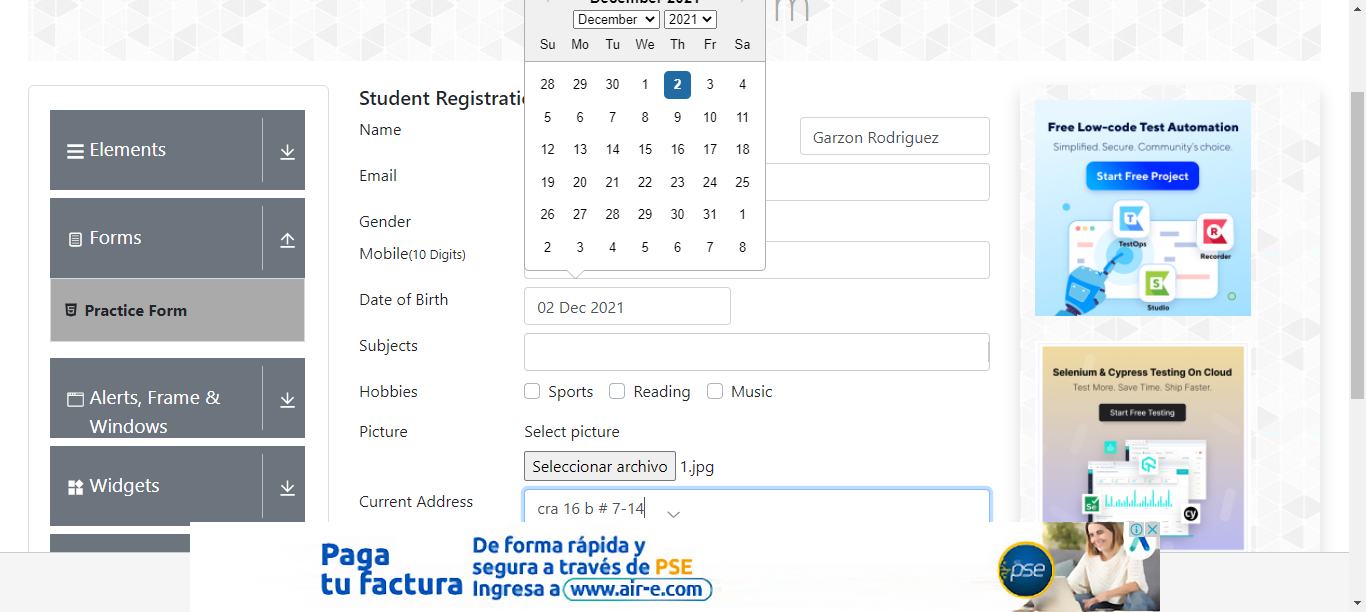 December 2021
m
December 2021
Su Mo Tu We Th Fr Sa
28 29 30 1 2 3 4
5 6 7 8 9 10 11
12 13 14 15 16 17 18
19 20 21 22 23 24 25
26 27 28 29 30 31 1
2 3 4 5 6 7 8
Elements
Forms
Practice Form
Alerts, Frame &
Windows
Widgets
Student Registrati
Name
Garzon Rodriguez
Email
Gender
Mobile(10 Digits)
Date of Birth
02 Dec 2021
Subjects
Hobbies
Sports Reading Music
Picture
Select picture
Seleccionar archivo 1.jpg
Current Address
cra 16 b # 7-14
Free Low-code Test Automation
Simplified. Secure. Community's choice.
Start Free Project
TestOps
Recorder
Studio
Selenium & Cypress Testing On Cloud
Test More. Save Time. Ship Faster.
Start Free Testing
Se
cy
Paga
tu factura
De forma rápida y
segura a través de PSE
Ingresa a www.air-e.com
pse